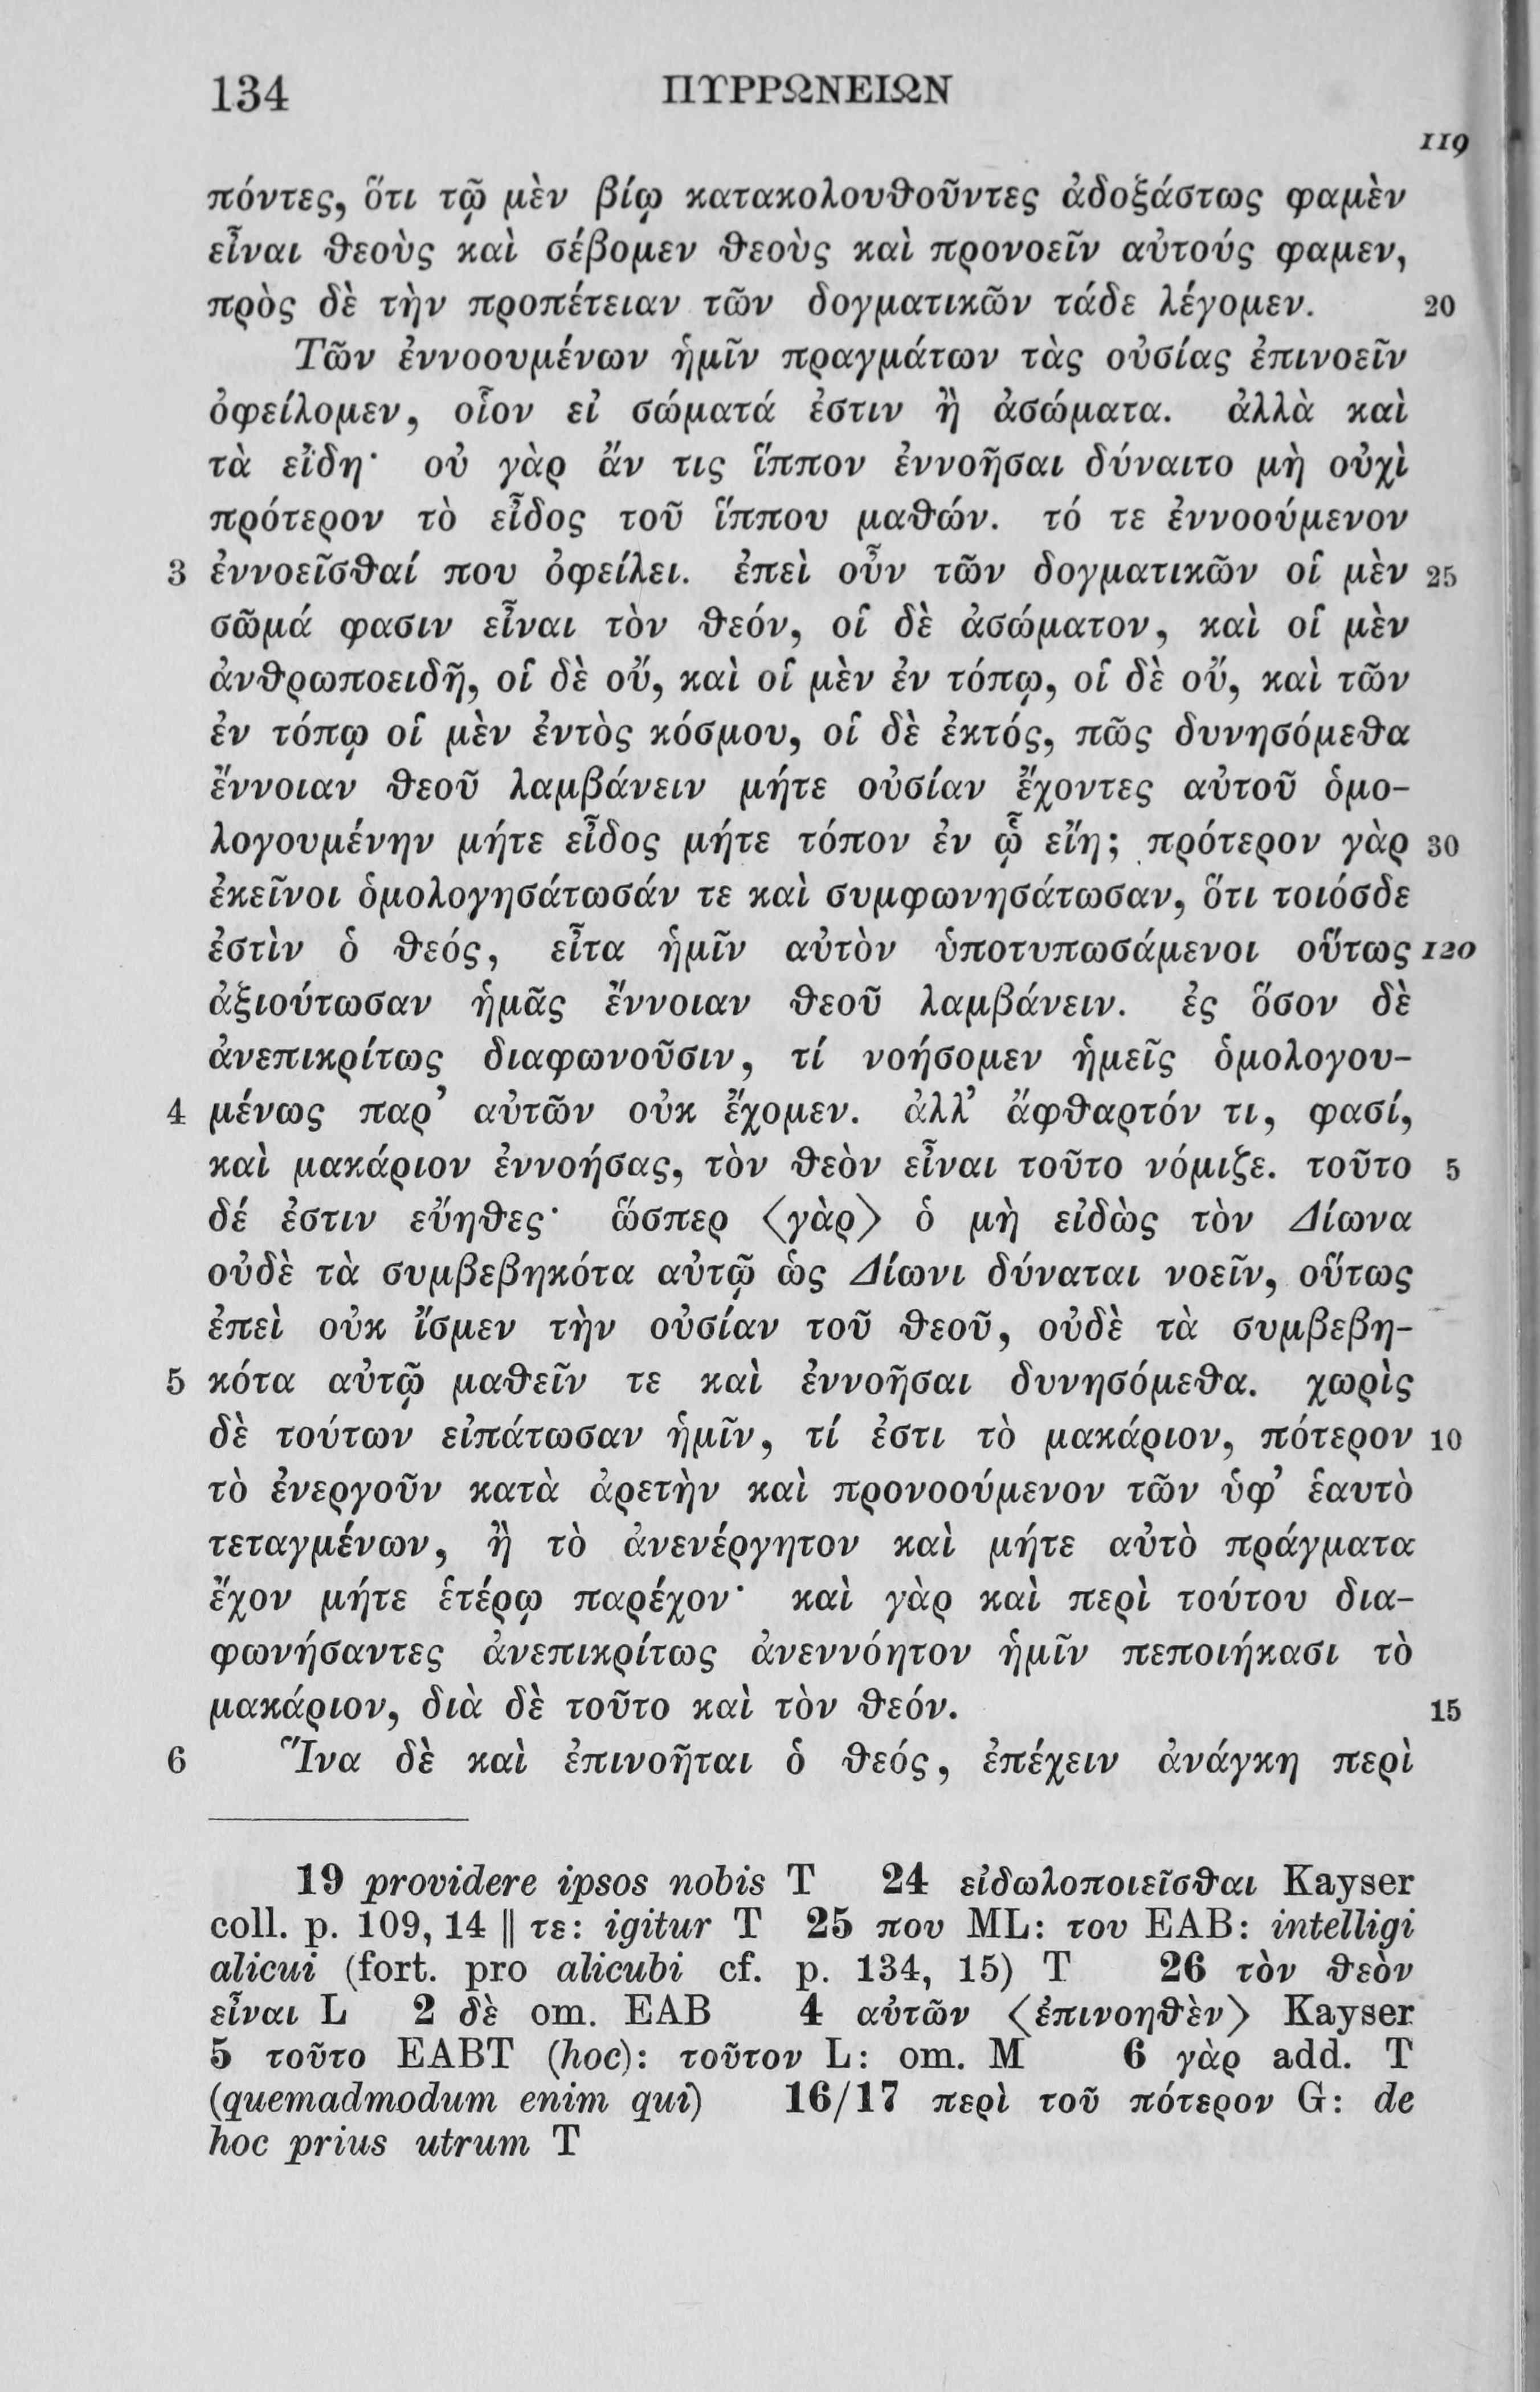 134 ΠΥΡΡΩΝΕΙΩΝ
119
πόντες, ὅτι τῷ μὲν βίῳ κατακολουθοῦντες ἀδοξάστως φαμὲν
εἶναι θεοὺς καὶ σέβομεν θεοὺς καὶ προνοεῖν αὐτούς φαμεν,
πρὸς δὲ τὴν προπέτειαν τῶν δογματικῶν τάδε λέγομεν. 20
Τῶν ἐννοουμένων ἡμῖν πραγμάτων τὰς οὐσίας ἐπινοεῖν
ὀφείλομεν, οἷον εἰ σώματά ἐστιν ἢ ἀσώματα. ἀλλὰ καὶ
τὰ εἴδη· οὐ γὰρ ἄν τις ἵππον ἐννοῆσαι δύναιτο μὴ οὐχὶ
πρότερον τὸ εἶδος τοῦ ἵππου μαθών. τό τε ἐννοούμενον
3 ἐννοεῖσθαί που ὀφείλει. ἐπεὶ οὖν τῶν δογματικῶν οἱ μὲν 25
σῶμά φασιν εἶναι τὸν θεόν, οἱ δὲ ἀσώματον, καὶ οἱ μὲν
ἀνθρωποειδῆ, οἱ δὲ οὔ, καὶ οἱ μὲν ἐν τόπῳ, οἱ δὲ οὔ, καὶ τῶν
ἐν τόπῳ οἱ μὲν ἐντὸς κόσμου, οἱ δὲ ἐκτός, πῶς δυνησόμεθα
ἔννοιαν θεοῦ λαμβάνειν μήτε οὐσίαν ἔχοντες αὐτοῦ ὁμο-
λογουμένην μήτε εἶδος μήτε τόπον ἐν ᾧ εἴη; πρότερον γὰρ 30
ἐκεῖνοι ὁμολογησάτωσάν τε καὶ συμφωνησάτωσαν, ὅτι τοιόσδε
ἐστὶν ὁ θεός, εἶτα ἡμῖν αὐτὸν ὑποτυπωσάμενοι οὕτως 120
ἀξιούτωσαν ἡμᾶς ἔννοιαν θεοῦ λαμβάνειν. ἐς ὅσον δὲ
ἀνεπικρίτως διαφωνοῦσιν, τί νοήσομεν ἡμεῖς ὁμολογου-
4 μένως παρ’ αὐτῶν οὐκ ἔχομεν. ἀλλ’ ἄφθαρτόν τι, φασί,
καὶ μακάριον ἐννοήσας, τὸν θεὸν εἶναι τοῦτο νόμιζε. τοῦτο 5
δέ ἐστιν εὔηθες· ὥσπερ ⟨γὰρ⟩ ὁ μὴ εἰδὼς τὸν Δίωνα
οὐδὲ τὰ συμβεβηκότα αὐτῷ ὡς Δίωνι δύναται νοεῖν, οὕτως
ἐπεὶ οὐκ ἴσμεν τὴν οὐσίαν τοῦ θεοῦ, οὐδὲ τὰ συμβεβη-
5 κότα αὐτῷ μαθεῖν τε καὶ ἐννοῆσαι δυνησόμεθα. χωρὶς
δὲ τούτων εἰπάτωσαν ἡμῖν, τί ἐστι τὸ μακάριον, πότερον 10
τὸ ἐνεργοῦν κατὰ ἀρετὴν καὶ προνοούμενον τῶν ὑφ’ ἑαυτὸ
τεταγμένων, ἢ τὸ ἀνενέργητον καὶ μήτε αὐτὸ πράγματα
ἔχον μήτε ἑτέρῳ παρέχον· καὶ γὰρ καὶ περὶ τούτου δια-
φωνήσαντες ἀνεπικρίτως ἀνεννόητον ἡμῖν πεποιήκασι τὸ
μακάριον, διὰ δὲ τοῦτο καὶ τὸν θεόν. 15
6 Ἵνα δὲ καὶ ἐπινοῆται ὁ θεός, ἐπέχειν ἀνάγκη περὶ
19 providere ipsos nobis T 24 εἰδωλοποιεῖσθαι Kayser
coll. p. 109, 14 || τε: igitur T 25 που ML: του EAB: intelligi
alicui (fort. pro alicubi cf. p. 134, 15) T 26 τὸν θεὸν
εἶναι L 2 δὲ om. EAB 4 αὐτῶν ⟨ἐπινοηθὲν⟩ Kayser
5 τοῦτο EABT (hoc): τοῦτον L: om. M 6 γὰρ add. T
(quemadmodum enim qui) 16/17 περὶ τοῦ πότερον G: de
hoc prius utrum T